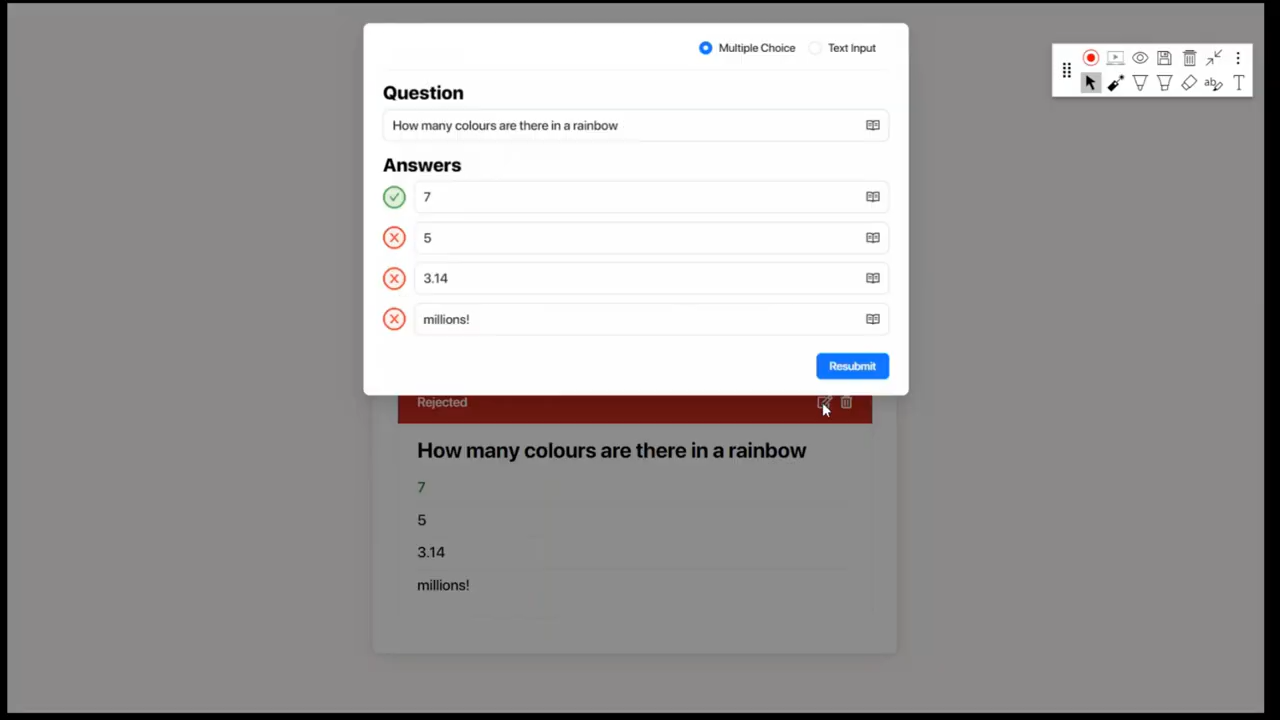 Multiple Choice Text Input
Question
How many colours are there in a rainbow
Answers
7
5
3.14
millions!
Resubmit
Rejected
How many colours are there in a rainbow
7
5
3.14
millions!